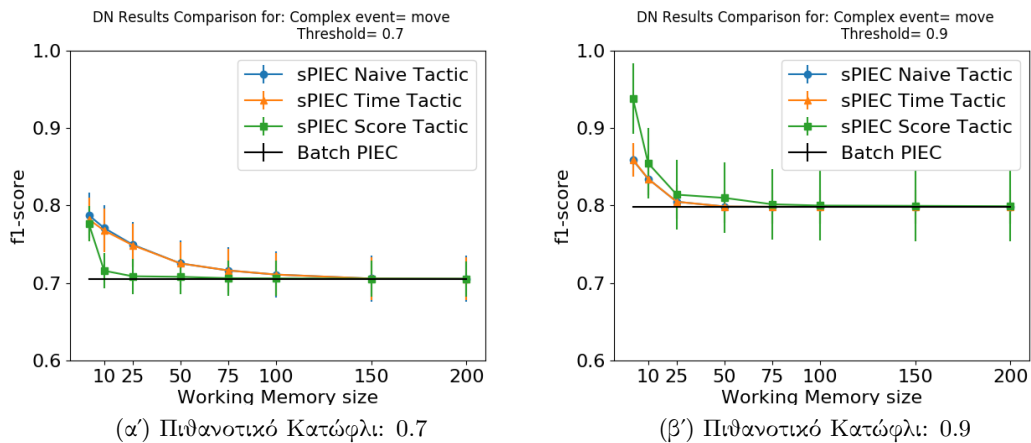 DN Results Comparison for: Complex event= move
Threshold= 0.7
1.0
0.9
0.8
0.7
0.6
f1-score
sPIEC Naive Tactic
sPIEC Time Tactic
sPIEC Score Tactic
Batch PIEC
10 25 50 75 100 150 200
Working Memory size
(αʹ) Πιθανοτικό Κατώφλι: 0.7
DN Results Comparison for: Complex event= move
Threshold= 0.9
1.0
0.9
0.8
0.7
0.6
f1-score
sPIEC Naive Tactic
sPIEC Time Tactic
sPIEC Score Tactic
Batch PIEC
10 25 50 75 100 150 200
Working Memory size
(βʹ) Πιθανοτικό Κατώφλι: 0.9